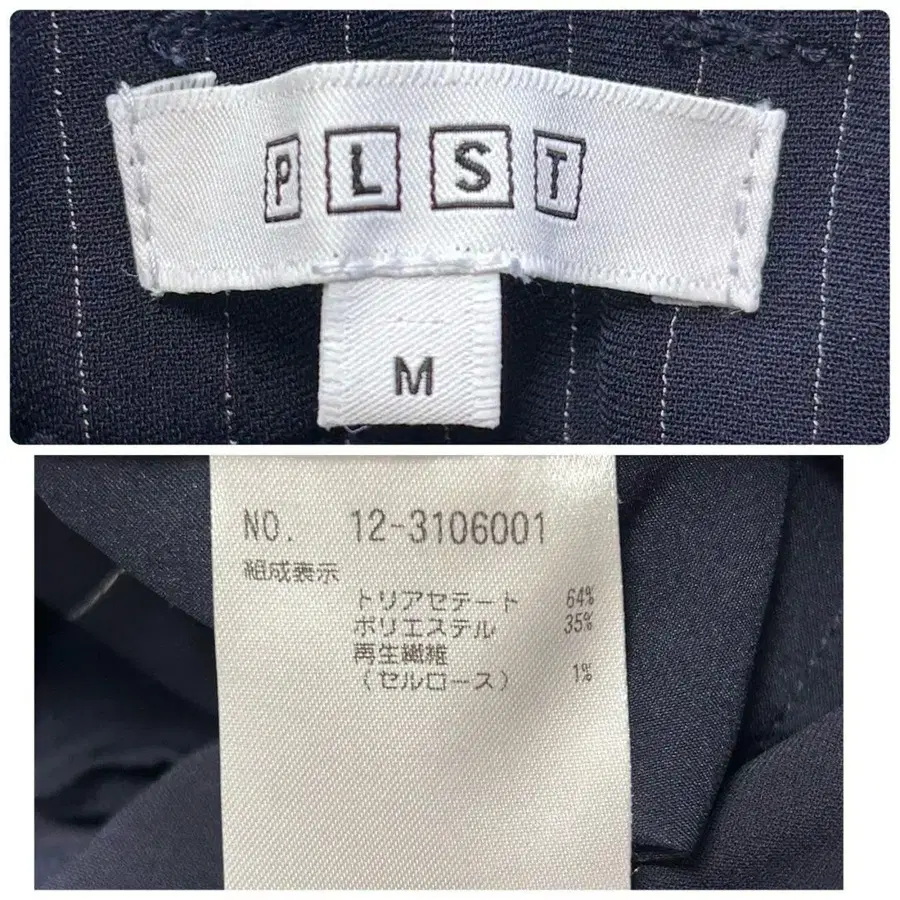 PLST
M
NO. 12-3106001
組成表示
トリアセテート 64%
ポリエステル 35%
再生繊維
(セルロース) 1%